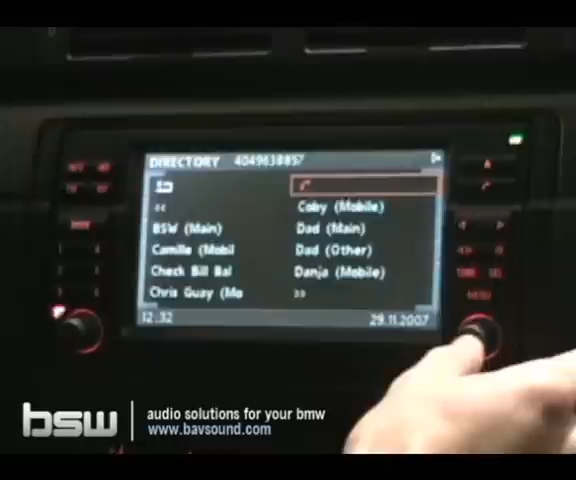 DIRECTORY 4049638857
<<
Coby (Mobile)
BSW (Main)
Dad (Main)
Camille (Mobil
Dad (Other)
Check Bill Bal
Danja (Mobile)
Chris Guay (Mo
>>
12:32
29.11.2007
MENU
bsw
audio solutions for your bmw
www.bavsound.com